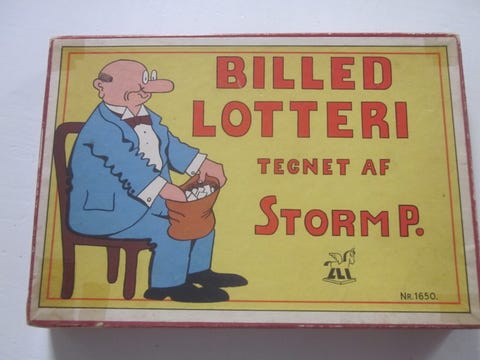 BILLED
LOTTERI
TEGNET AF
STORM P.
NR.1650.